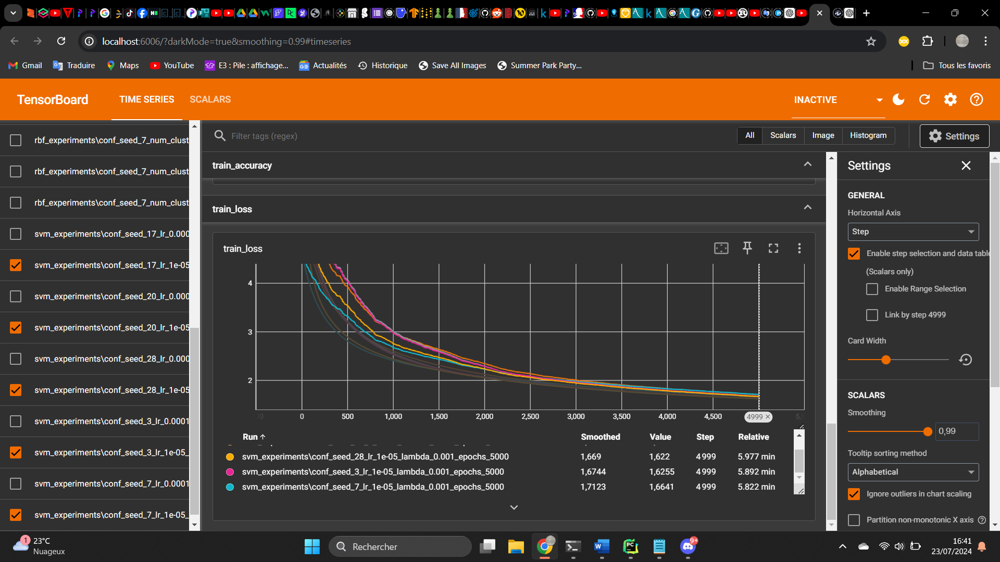 localhost:6006/?darkMode=true&smoothing=0.99#timeseries
Gmail
Traduire
Maps
YouTube
E3 : Pile : affichage...
Actualités
Historique
Save All Images
Summer Park Party...
Tous les favoris
TensorBoard
TIME SERIES
SCALARS
INACTIVE
rbf_experiments\conf_seed_7_num_clust
rbf_experiments\conf_seed_7_num_clust
rbf_experiments\conf_seed_7_num_clust
svm_experiments\conf_seed_17_lr_0.000
svm_experiments\conf_seed_17_lr_1e-05
svm_experiments\conf_seed_20_lr_0.000
svm_experiments\conf_seed_20_lr_1e-05
svm_experiments\conf_seed_28_lr_0.000
svm_experiments\conf_seed_28_lr_1e-05
svm_experiments\conf_seed_3_lr_0.0001
svm_experiments\conf_seed_3_lr_1e-05_
svm_experiments\conf_seed_7_lr_0.0001
svm_experiments\conf_seed_7_lr_1e-05_
Filter tags (regex)
All
Scalars
Image
Histogram
Settings
train_accuracy
train_loss
train_loss
4
3
2
0
500
1,000
1,500
2,000
2,500
3,000
3,500
4,000
4,500
4999 ×
Run ↑ Smoothed Value Step Relative
svm_experiments\conf_seed_28_lr_1e-05_lambda_0.001_epochs_5000 1,669 1,622 4999 5.977 min
svm_experiments\conf_seed_3_lr_1e-05_lambda_0.001_epochs_5000 1,6744 1,6255 4999 5.892 min
svm_experiments\conf_seed_7_lr_1e-05_lambda_0.001_epochs_5000 1,7123 1,6641 4999 5.822 min
Settings
GENERAL
Horizontal Axis
Step
Enable step selection and data table
(Scalars only)
Enable Range Selection
Link by step 4999
Card Width
SCALARS
Smoothing
0,99
Tooltip sorting method
Alphabetical
Ignore outliers in chart scaling
Partition non-monotonic X axis
1
23°C
Nuageux
Rechercher
9+
16:41
23/07/2024